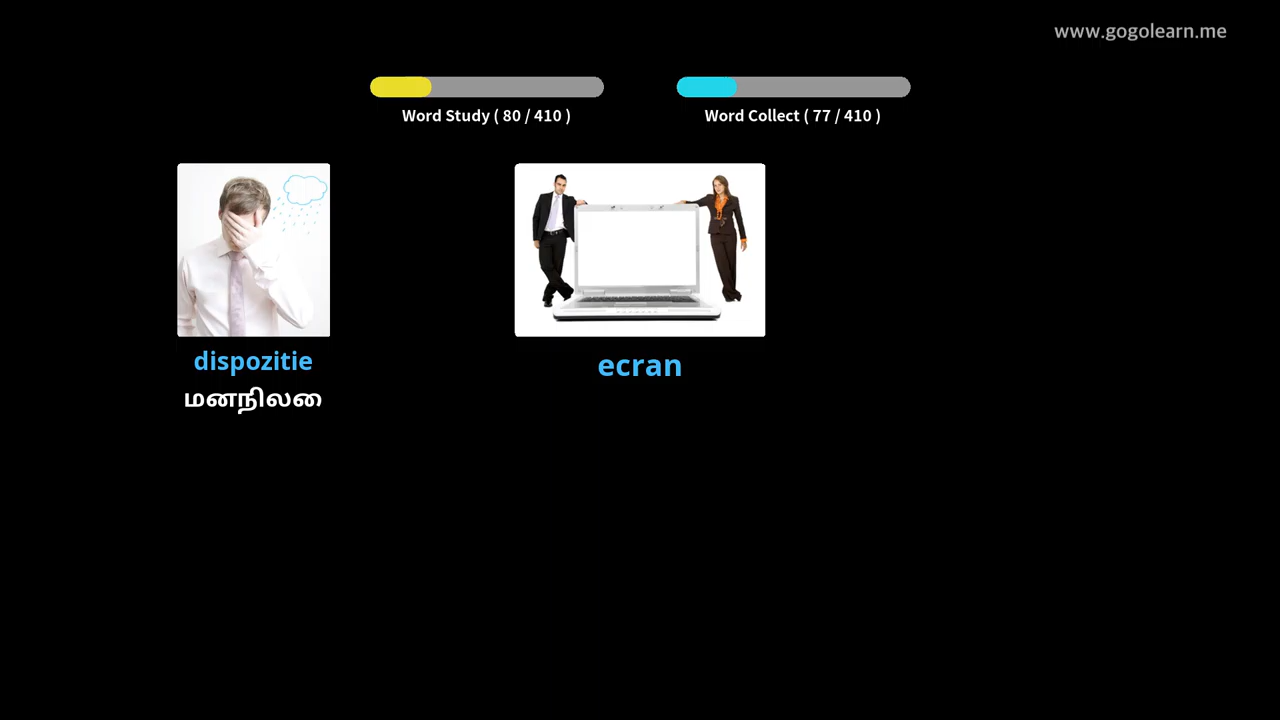 www.gogolearn.me
Word Study ( 80 / 410 )
Word Collect ( 77 / 410 )
dispozitie
மனநிலை
ecran